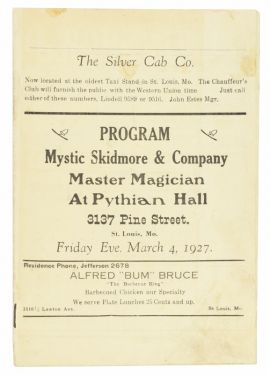 The Silver Cab Co.
Now located at the oldest Taxi Stand in St. Louis, Mo. The Chauffeur's
Club will furnish the public with the Western Union time Just call
either of these numbers, Lindell 9589 or 9516. John Estes Mgr.
PROGRAM
Mystic Skidmore & Company
Master Magician
At Pythian Hall
3137 Pine Street.
St. Louis, Mo.
Friday Eve. March 4, 1927.
Residence Phone, Jefferson 2678
ALFRED "BUM" BRUCE
"The Barbecue King"
Barbecued Chicken our Specialty
We serve Plate Lunches 25 Cents and up.
Lawton Ave. St Louis, Mo.